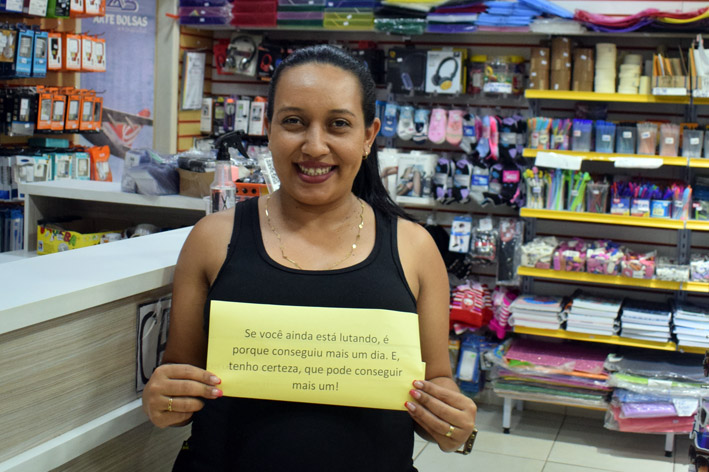 ARTE BOLSAS
Se você ainda está lutando, é
porque conseguiu mais um dia. E,
tenho certeza, que pode conseguir
mais um!